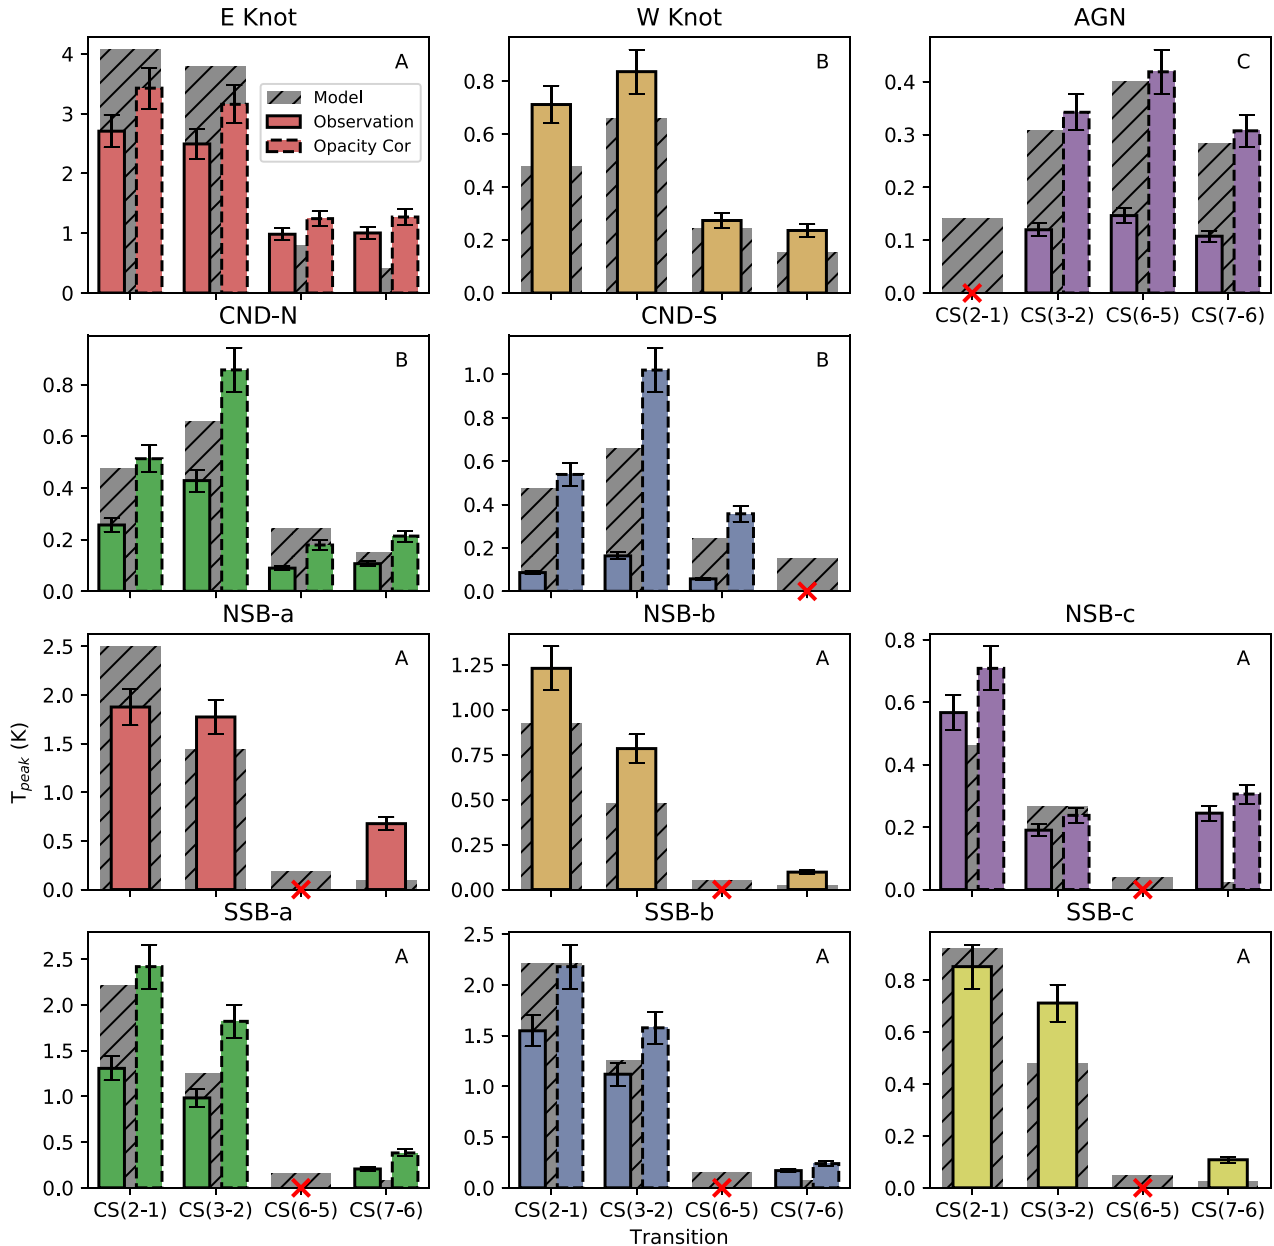 E Knot
W Knot
AGN
4
3
2
1
0
A
Model
Observation
Opacity Cor
0.8
0.6
0.4
0.2
0.0
B
0.4
0.3
0.2
0.1
0.0
C
CS(2-1) CS(3-2) CS(6-5) CS(7-6)
CND-N
CND-S
0.8
0.6
0.4
0.2
0.0
B
1.0
0.8
0.6
0.4
0.2
0.0
B
NSB-a
NSB-b
NSB-c
2.5
2.0
1.5
1.0
0.5
0.0
A
1.25
1.00
0.75
0.50
0.25
0.00
A
0.8
0.6
0.4
0.2
0.0
A
Tpeak (K)
SSB-a
SSB-b
SSB-c
2.5
2.0
1.5
1.0
0.5
0.0
A
2.5
2.0
1.5
1.0
0.5
0.0
A
0.8
0.6
0.4
0.2
0.0
A
CS(2-1) CS(3-2) CS(6-5) CS(7-6)
CS(2-1) CS(3-2) CS(6-5) CS(7-6)
CS(2-1) CS(3-2) CS(6-5) CS(7-6)
Transition